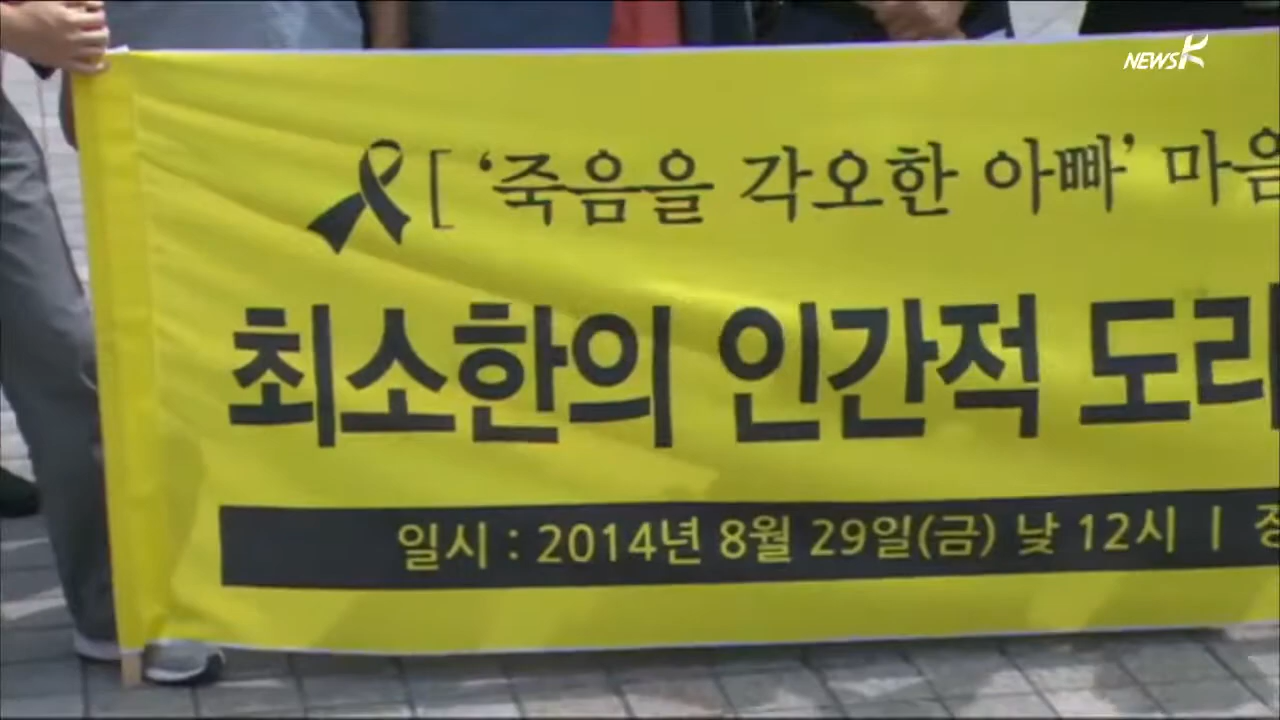 NEWSK
[ '죽음을 각오한 아빠' 마음
최소한의 인간적 도리
일시 : 2014년 8월 29일(금) 낮 12시 |